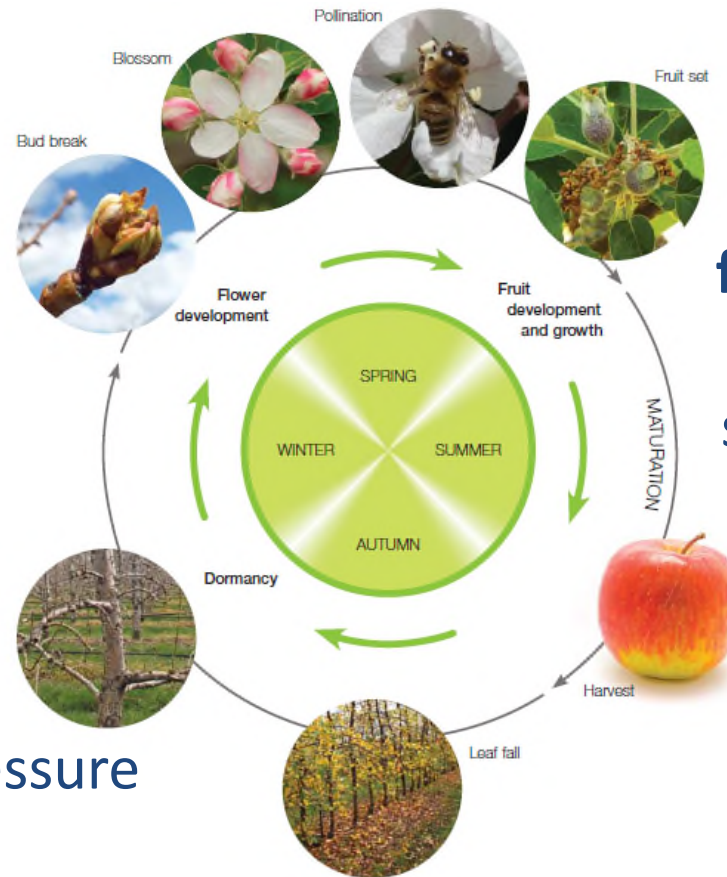 Pollination
Blossom
Fruit set
Bud break
Flower
development
Fruit
development
and growth
SPRING
WINTER
SUMMER
AUTUMN
MATURATION
Dormancy
Harvest
Leaf fall